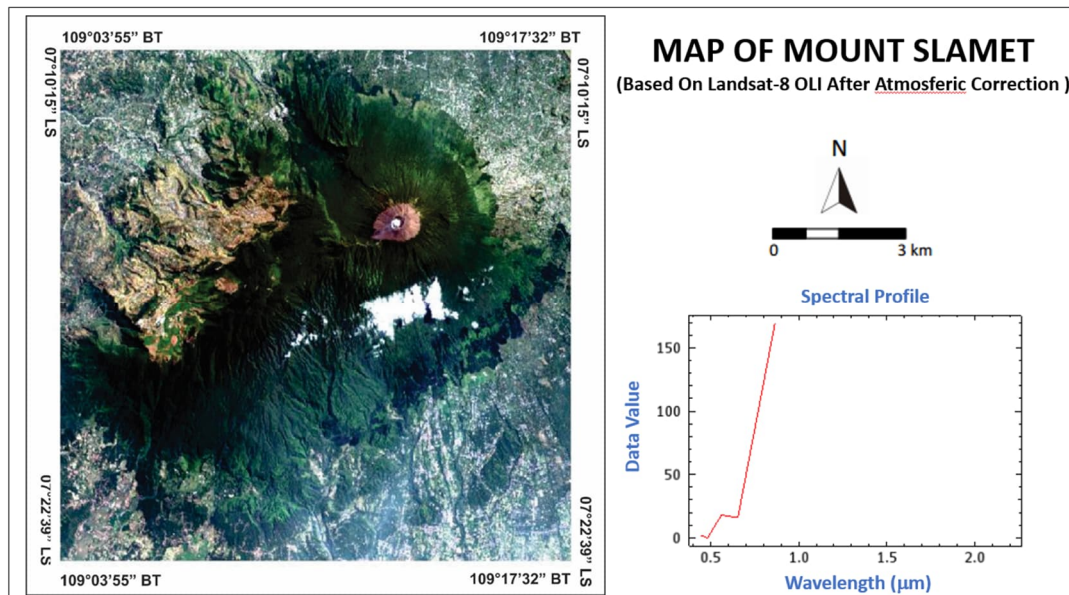 109°03'55" BT
109°17'32" BT
07°10'15" LS
07°10'15" LS
07°22'39" LS
07°22'39" LS
109°03'55" BT
109°17'32" BT
MAP OF MOUNT SLAMET
(Based On Landsat-8 OLI After Atmosferic Correction )
N
0
3 km
Spectral Profile
Data Value
150
100
50
0
0.5
1.0
1.5
2.0
Wavelength (μm)